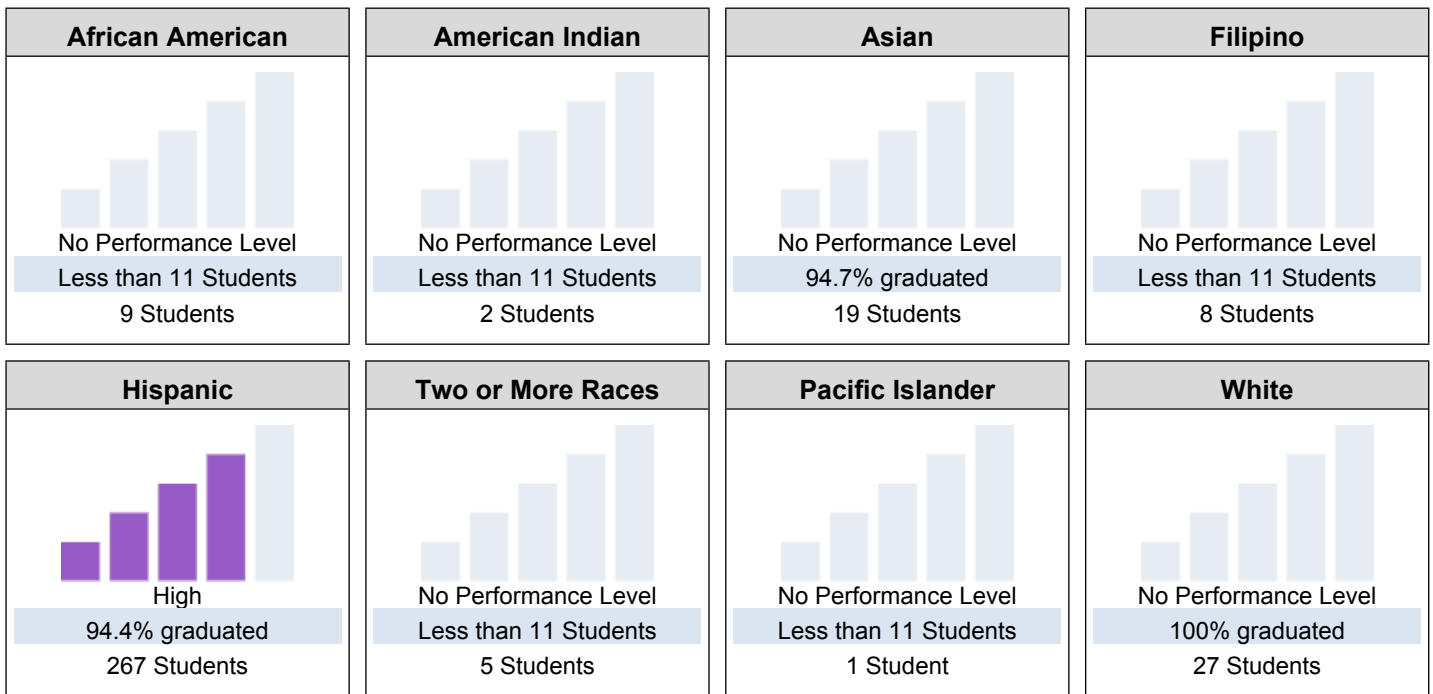 African American
No Performance Level
Less than 11 Students
9 Students
American Indian
No Performance Level
Less than 11 Students
2 Students
Asian
No Performance Level
94.7% graduated
19 Students
Filipino
No Performance Level
Less than 11 Students
8 Students
Hispanic
High
94.4% graduated
267 Students
Two or More Races
No Performance Level
Less than 11 Students
5 Students
Pacific Islander
No Performance Level
Less than 11 Students
1 Student
White
No Performance Level
100% graduated
27 Students